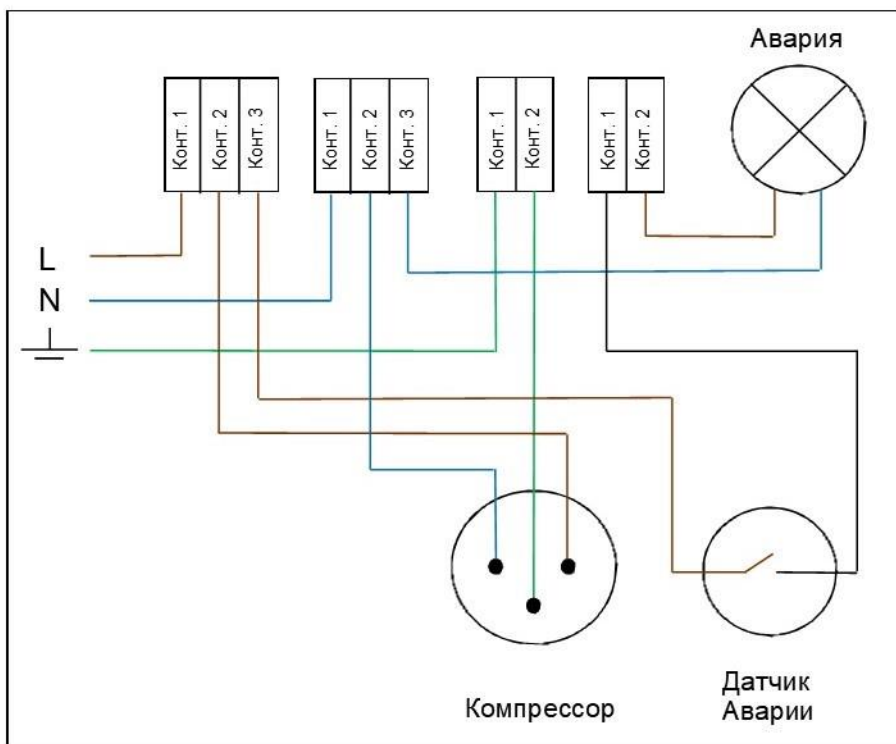 Авария
Конт. 1
Конт. 2
Конт. 3
Конт. 1
Конт. 2
Конт. 3
Конт. 1
Конт. 2
Конт. 1
Конт. 2
L
N
Компрессор
Датчик
Аварии